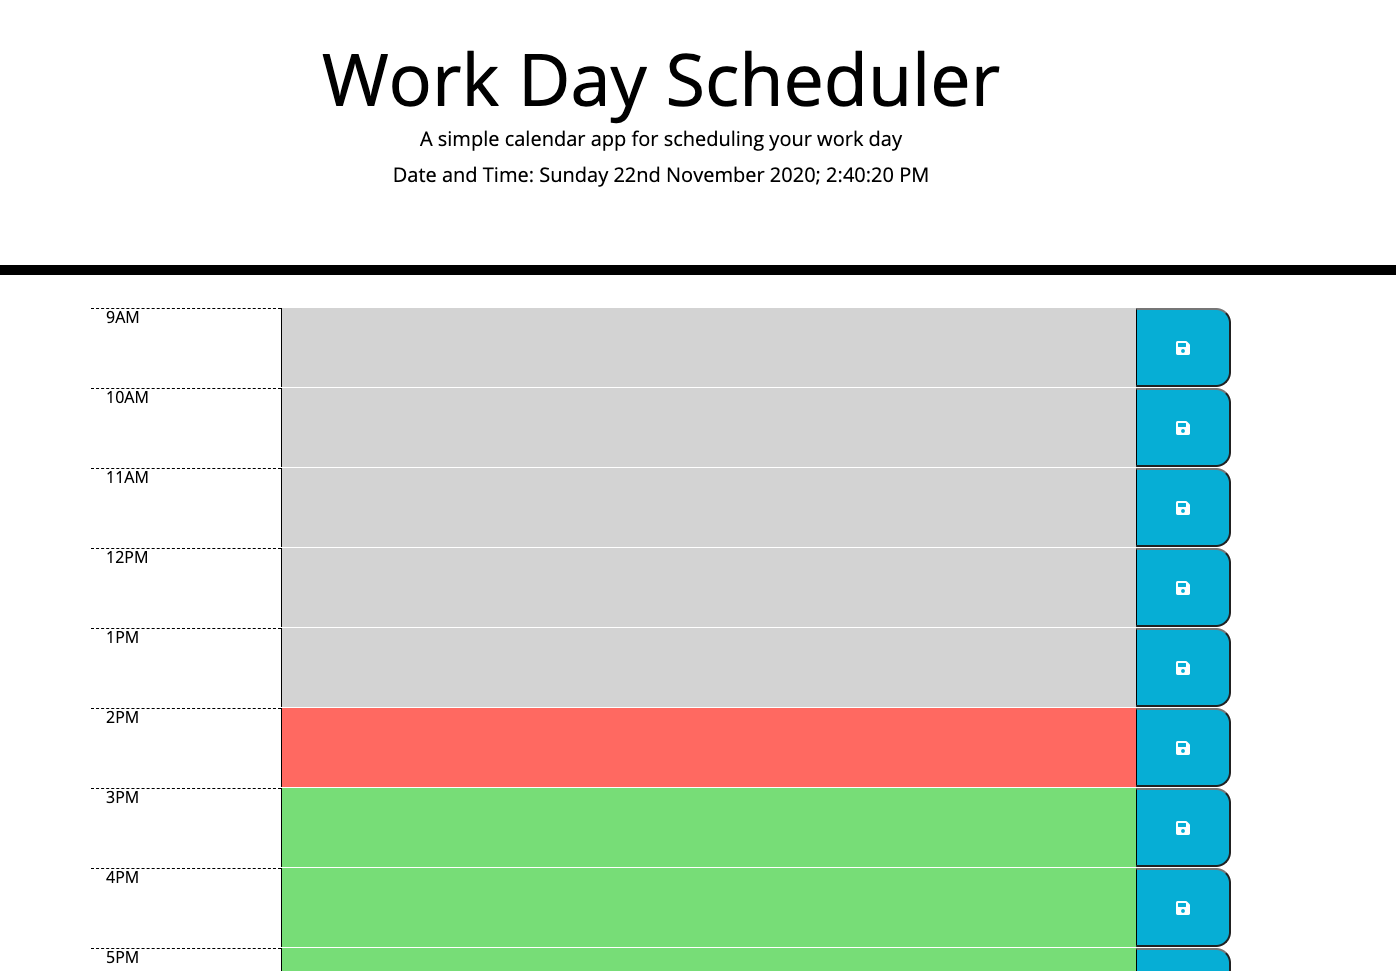 Work Day Scheduler
A simple calendar app for scheduling your work day
Date and Time: Sunday 22nd November 2020; 2:40:20 PM
9AM
10AM
11AM
12PM
1PM
2PM
3PM
4PM
5PM